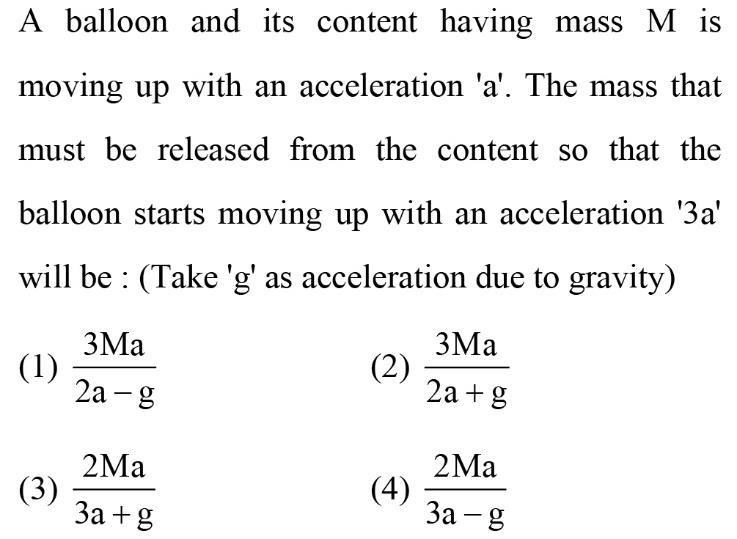 A balloon and its content having mass M is
moving up with an acceleration 'a'. The mass that
must be released from the content so that the
balloon starts moving up with an acceleration '3a'
will be : (Take 'g' as acceleration due to gravity)
(1) 3Ma / 2a − g (2) 3Ma / 2a + g
(3) 2Ma / 3a + g (4) 2Ma / 3a − g